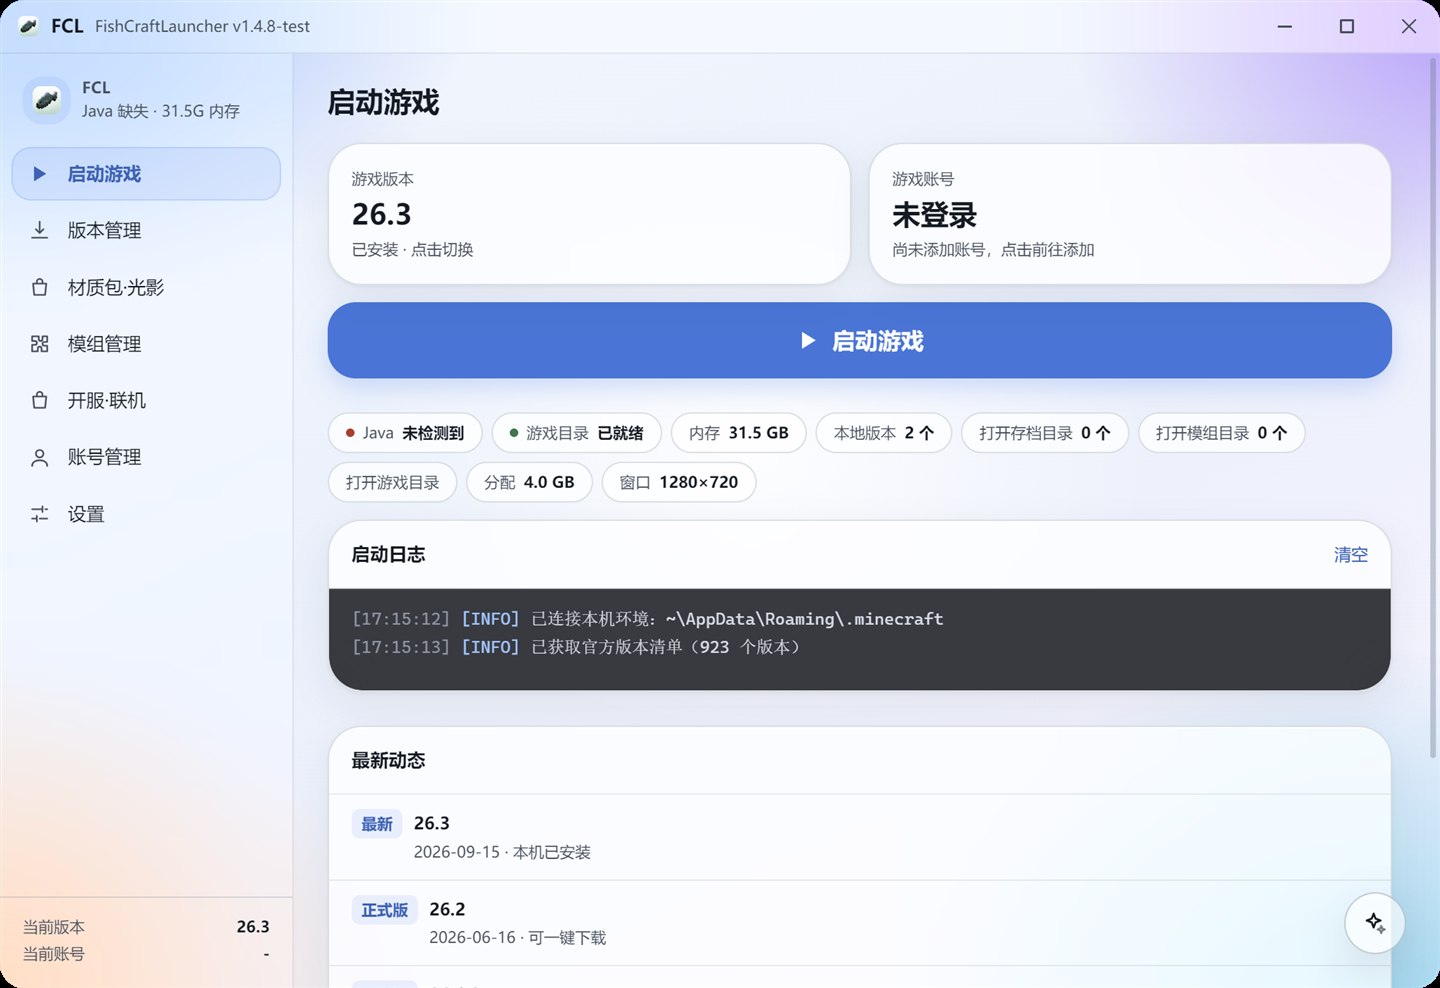 FCL FishCraftLauncher v1.4.8-test
FCL
Java 缺失 · 31.5G 内存
启动游戏
版本管理
材质包·光影
模组管理
开服·联机
账号管理
设置
当前版本 26.3
当前账号 -
启动游戏
游戏版本
26.3
已安装 · 点击切换
游戏账号
未登录
尚未添加账号，点击前往添加
启动游戏
Java 未检测到 游戏目录 已就绪 内存 31.5 GB 本地版本 2 个 打开存档目录 0 个 打开模组目录 0 个
打开游戏目录 分配 4.0 GB 窗口 1280×720
启动日志 清空
[17:15:12] [INFO] 已连接本机环境：~\AppData\Roaming\.minecraft
[17:15:13] [INFO] 已获取官方版本清单（923 个版本）
最新动态
最新 26.3
2026-09-15 · 本机已安装
正式版 26.2
2026-06-16 · 可一键下载